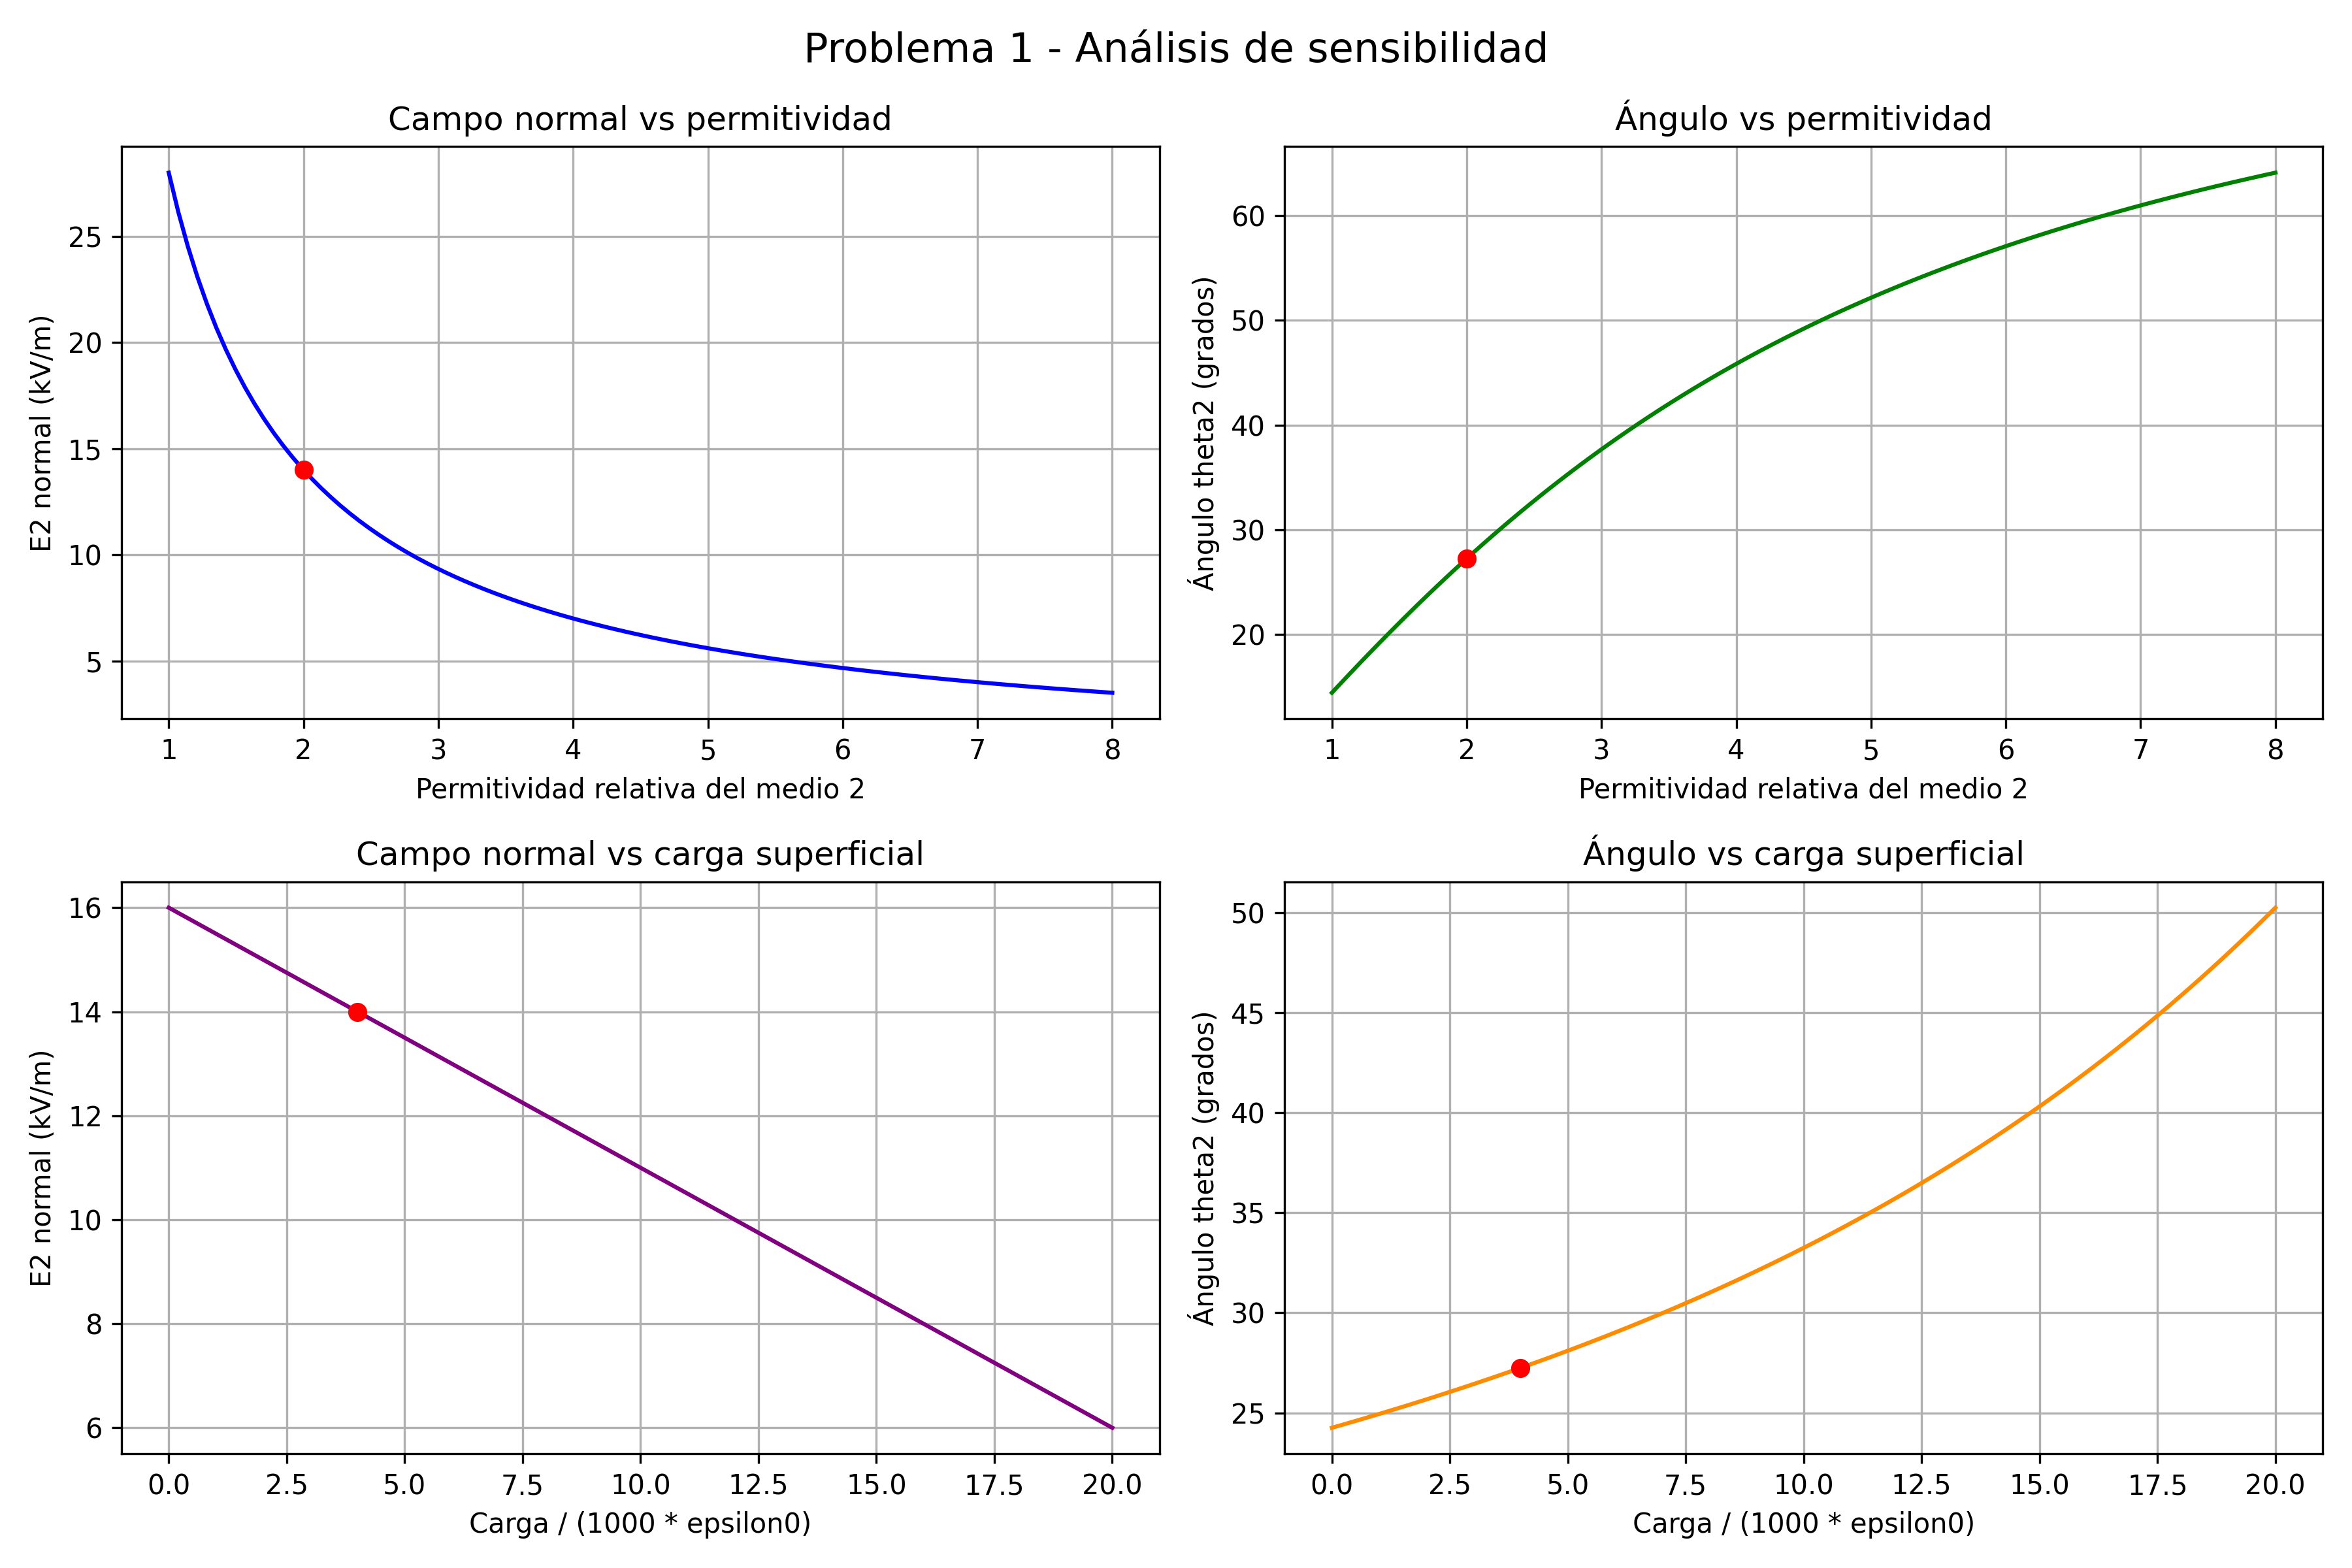 Problema 1 - Análisis de sensibilidad
Campo normal vs permitividad
E2 normal (kV/m)
25
20
15
10
5
1 2 3 4 5 6 7 8
Permitividad relativa del medio 2
Ángulo vs permitividad
Ángulo theta2 (grados)
60
50
40
30
20
1 2 3 4 5 6 7 8
Permitividad relativa del medio 2
Campo normal vs carga superficial
E2 normal (kV/m)
16
14
12
10
8
6
0.0 2.5 5.0 7.5 10.0 12.5 15.0 17.5 20.0
Carga / (1000 * epsilon0)
Ángulo vs carga superficial
Ángulo theta2 (grados)
50
45
40
35
30
25
0.0 2.5 5.0 7.5 10.0 12.5 15.0 17.5 20.0
Carga / (1000 * epsilon0)